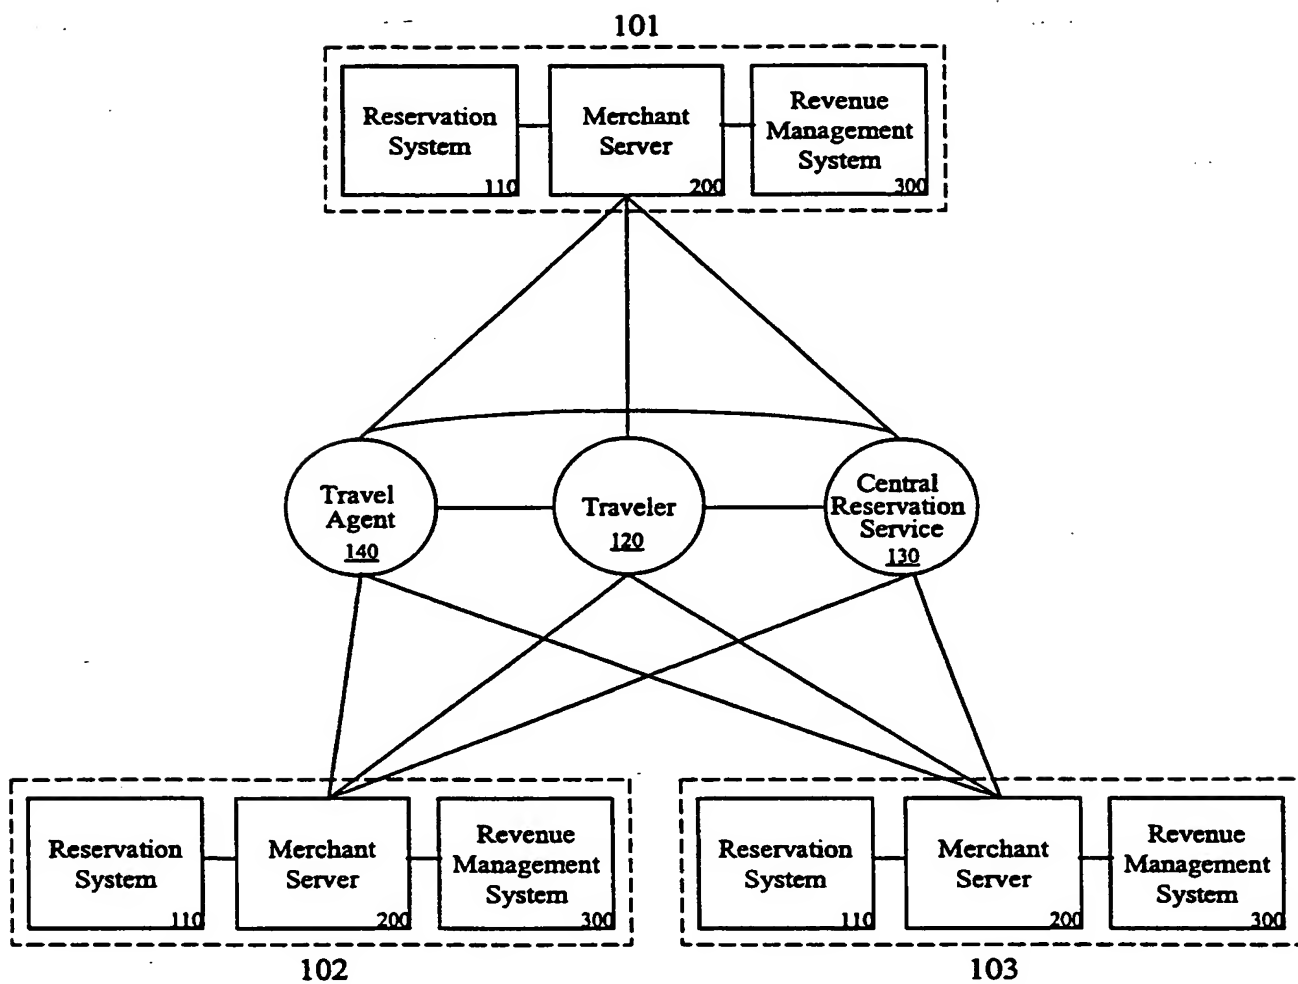 101
Reservation
System
110
Merchant
Server
200
Revenue
Management
System
300
Travel
Agent
140
Traveler
120
Central
Reservation
Service
130
Reservation
System
110
Merchant
Server
200
Revenue
Management
System
300
102
Reservation
System
110
Merchant
Server
200
Revenue
Management
System
300
103